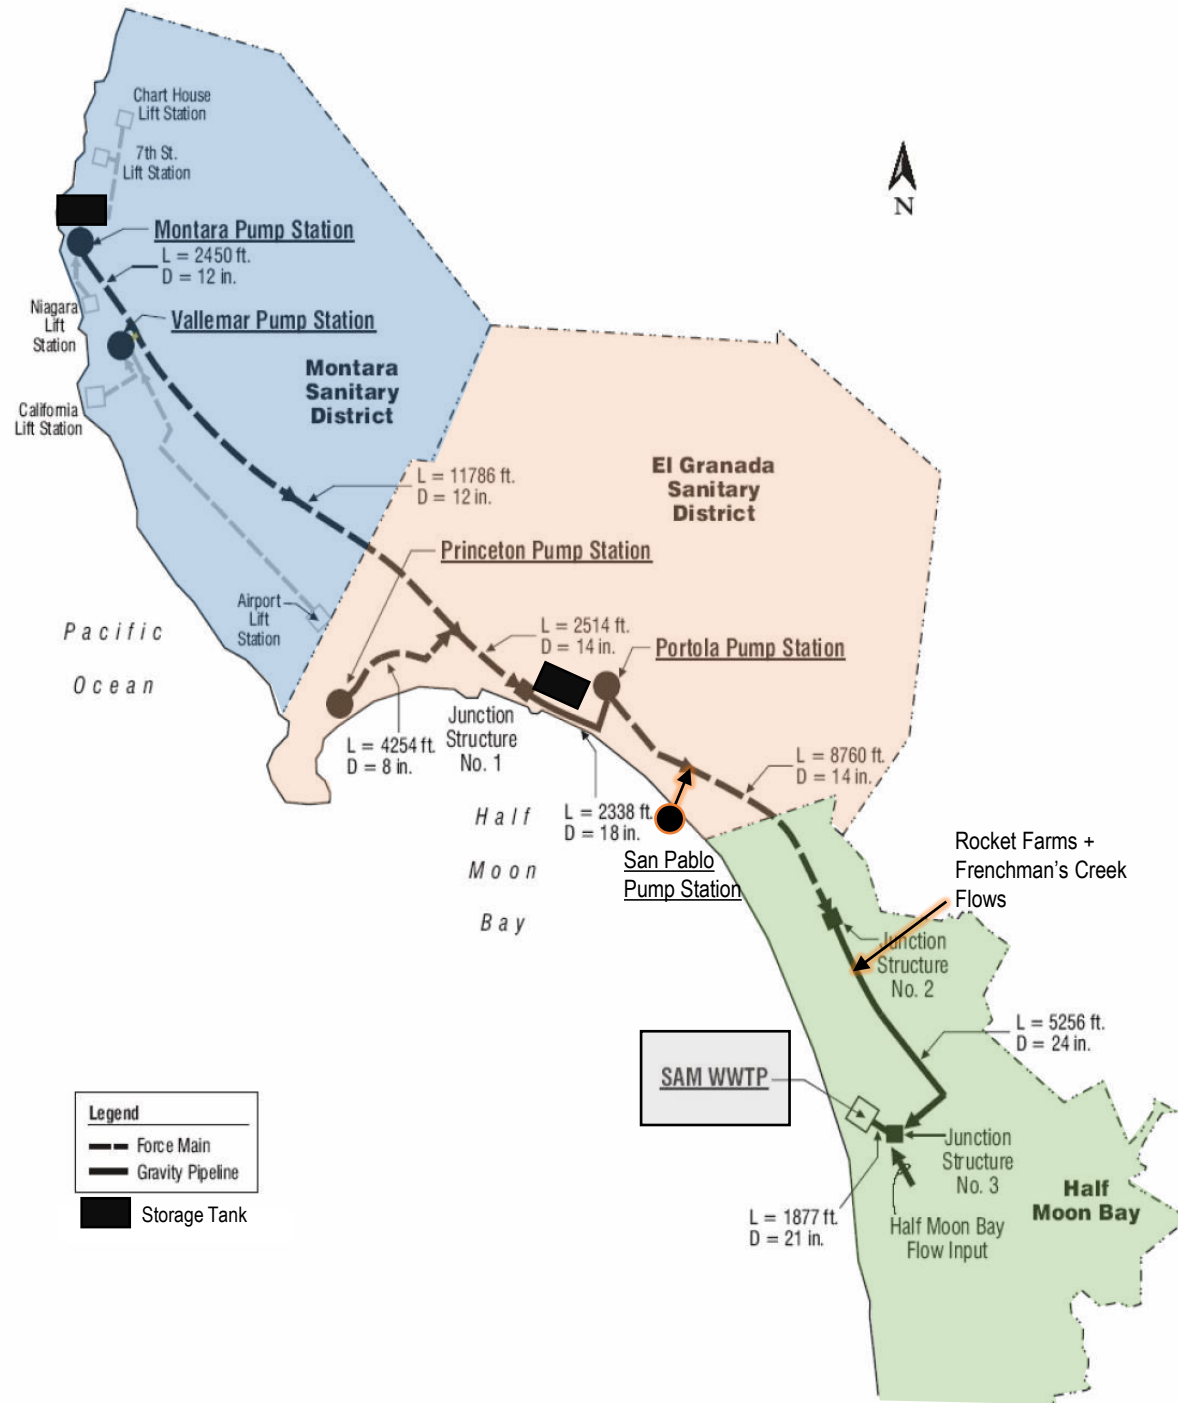 Chart House
Lift Station
7th St.
Lift Station
Montara Pump Station
L = 2450 ft.
D = 12 in.
Niagara
Lift
Station
Vallemar Pump Station
Montara
Sanitary
District
California
Lift Station
L = 11786 ft.
D = 12 in.
El Granada
Sanitary
District
Princeton Pump Station
Airport
Lift
Station
Pacific
Ocean
L = 2514 ft.
D = 14 in.
Portola Pump Station
Junction
Structure
No. 1
L = 4254 ft.
D = 8 in.
L = 8760 ft.
D = 14 in.
Half
Moon
Bay
L = 2338 ft.
D = 18 in.
San Pablo
Pump Station
Rocket Farms +
Frenchman's Creek
Flows
Junction
Structure
No. 2
L = 5256 ft.
D = 24 in.
SAM WWTP
Junction
Structure
No. 3
Half
Moon Bay
L = 1877 ft.
D = 21 in.
Half Moon Bay
Flow Input
N
Legend
Force Main
Gravity Pipeline
Storage Tank